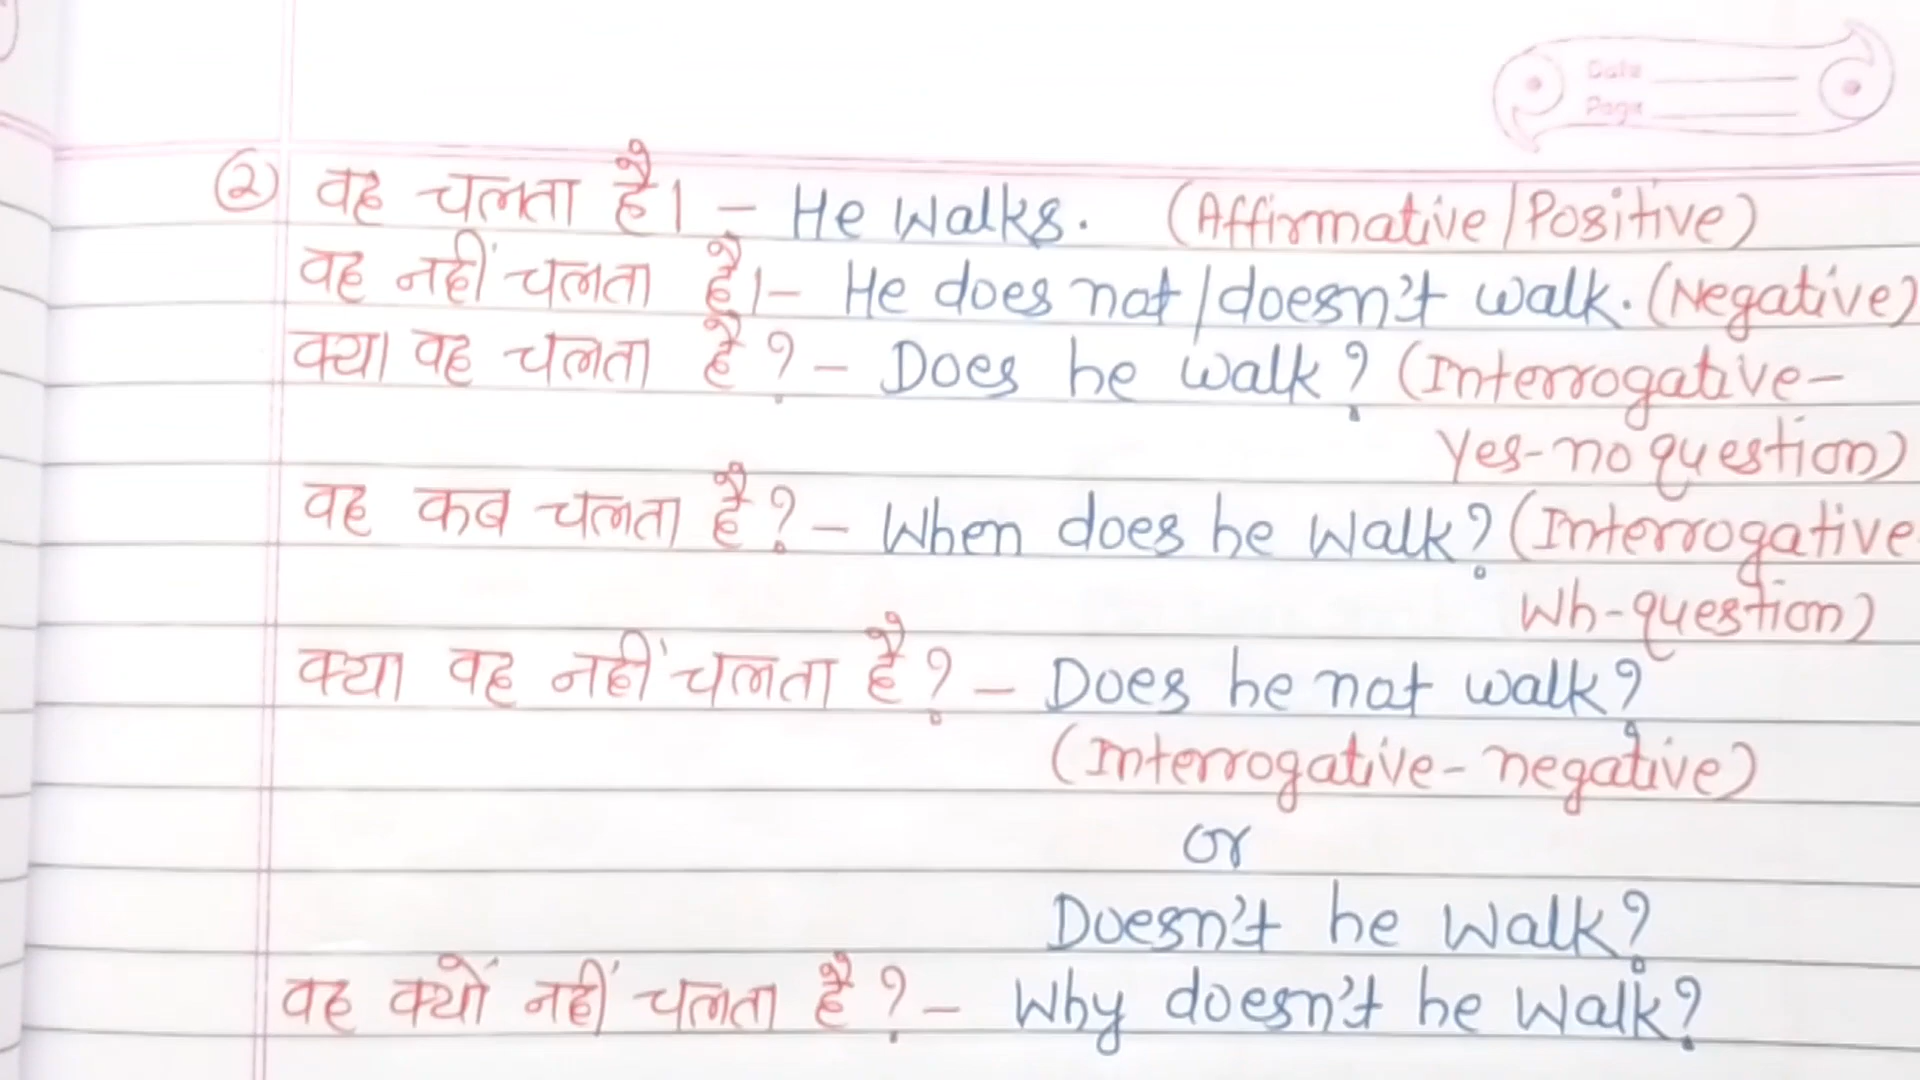 Date
Page
② वह चलता है। - He walks. (Affirmative/Positive)
वह नहीं चलता है।- He does not/doesn't walk. (Negative)
क्या वह चलता है? - Does he walk? (Interrogative-
Yes-no question)
वह कब चलता है? - When does he walk? (Interrogative
Wh-question)
क्या वह नहीं चलता है? - Does he not walk?
(Interrogative-negative)
or
Doesn't he walk?
वह क्यों नहीं चलता है? - Why doesn't he walk?